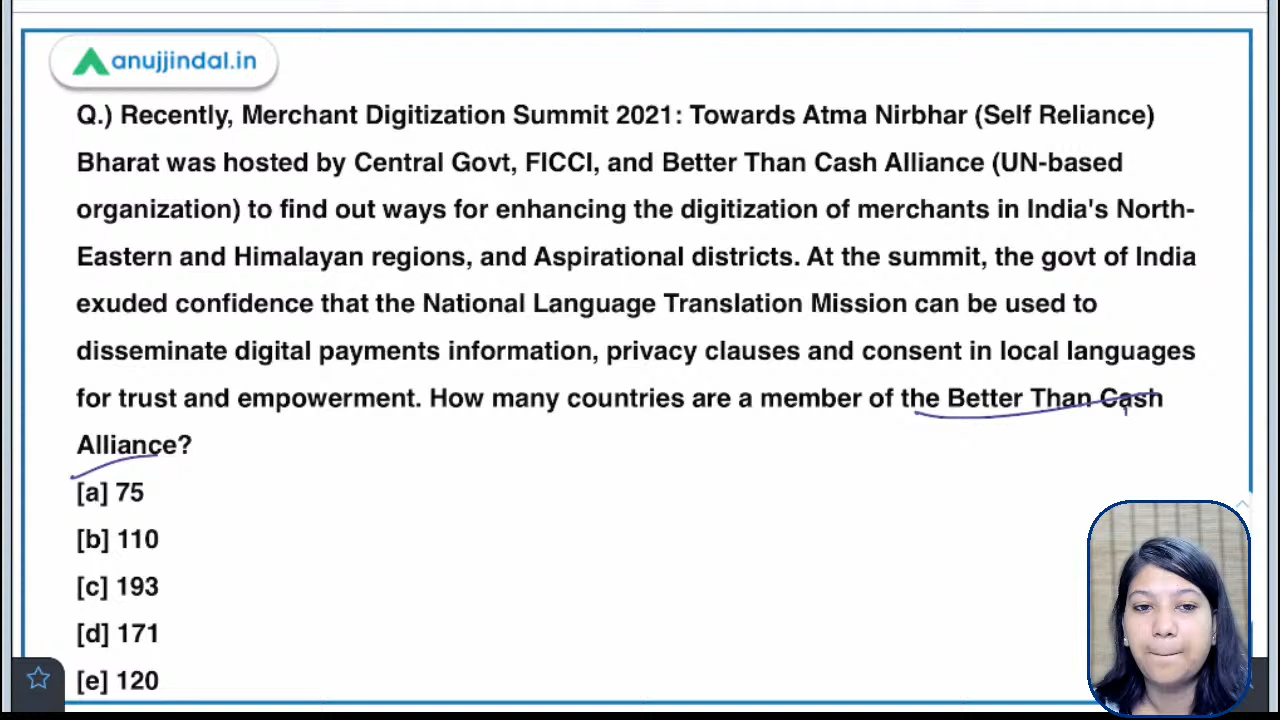 anujjindal.in
Q.) Recently, Merchant Digitization Summit 2021: Towards Atma Nirbhar (Self Reliance)
Bharat was hosted by Central Govt, FICCI, and Better Than Cash Alliance (UN-based
organization) to find out ways for enhancing the digitization of merchants in India's North-
Eastern and Himalayan regions, and Aspirational districts. At the summit, the govt of India
exuded confidence that the National Language Translation Mission can be used to
disseminate digital payments information, privacy clauses and consent in local languages
for trust and empowerment. How many countries are a member of the Better Than Cash
Alliance?
[a] 75
[b] 110
[c] 193
[d] 171
[e] 120